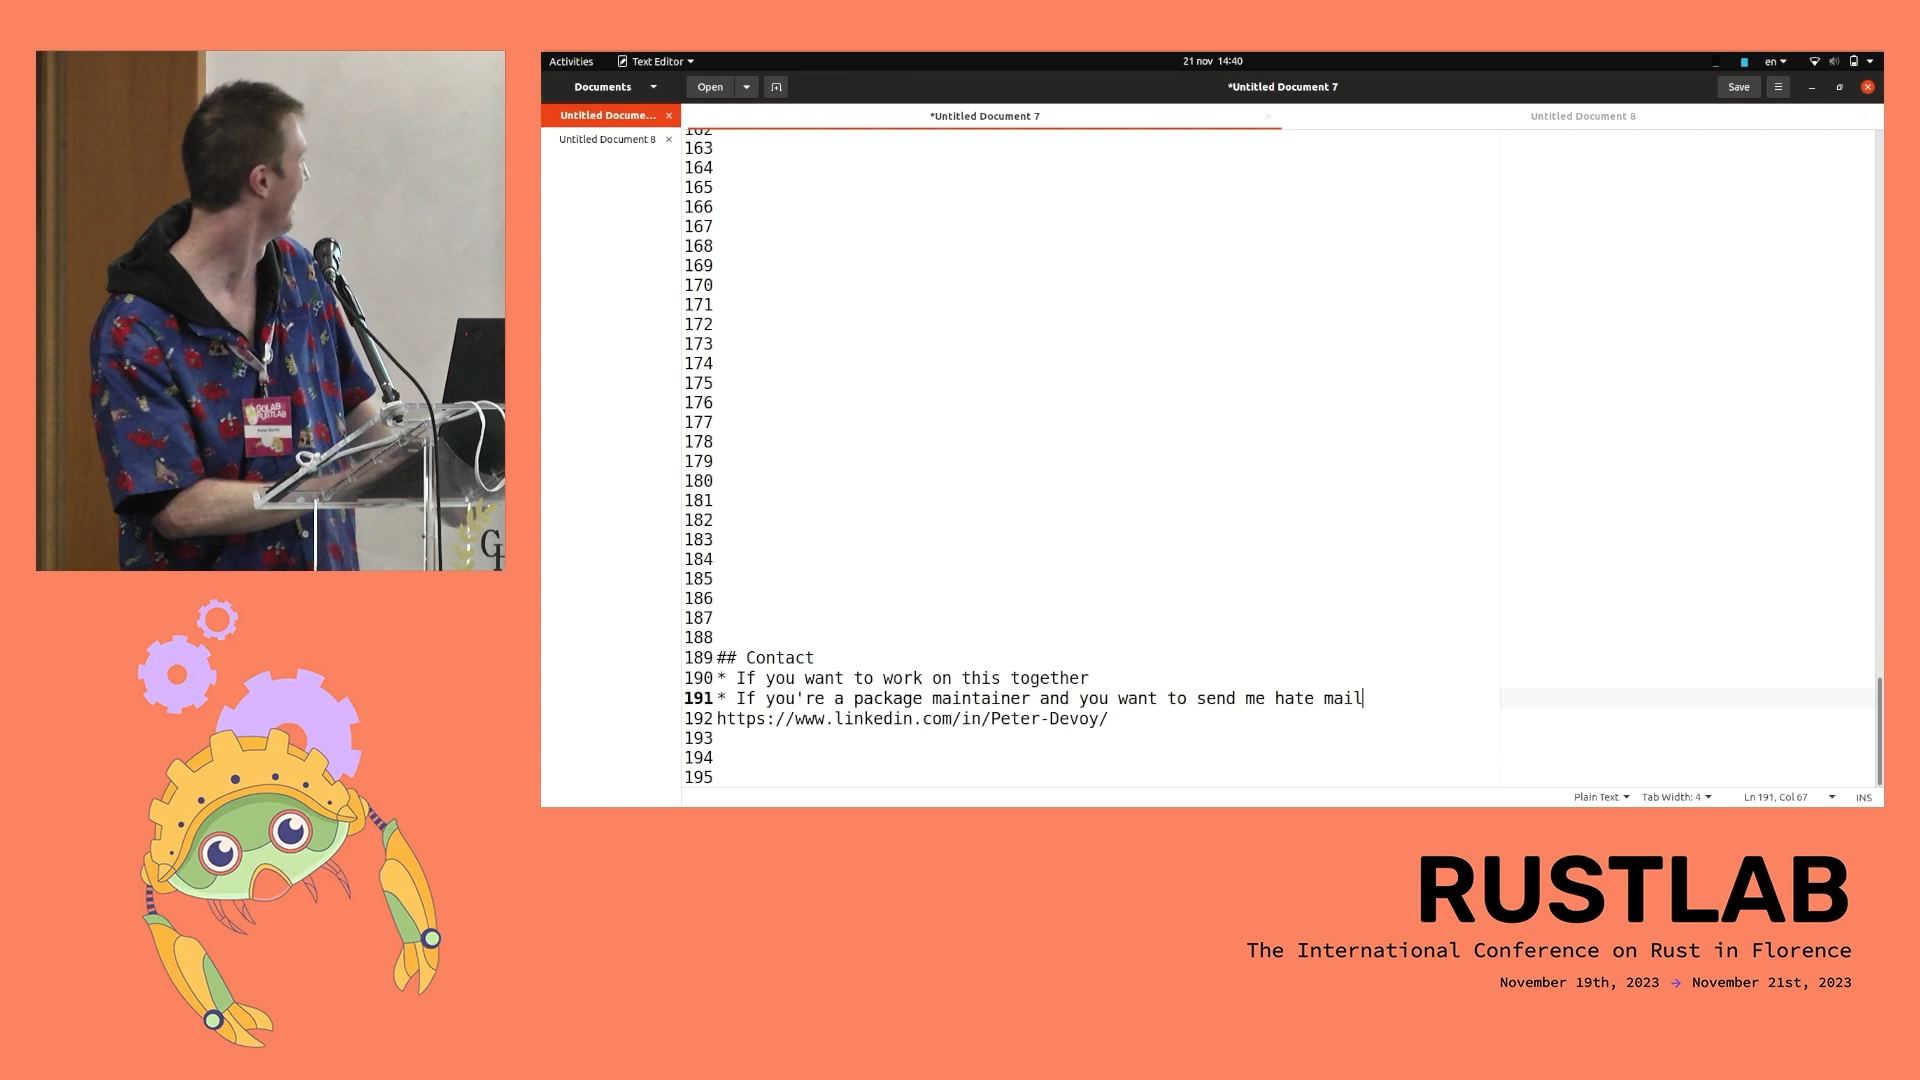 Activities
Text Editor
21 nov 14:40
en
Documents
Open
*Untitled Document 7
Save
Untitled Docume...
*Untitled Document 7
Untitled Document 8
Untitled Document 8
162
163
164
165
166
167
168
169
170
171
172
173
174
175
176
177
178
179
180
181
182
183
184
185
186
187
188
189 ## Contact
190 * If you want to work on this together
191 * If you're a package maintainer and you want to send me hate mail
192 https://www.linkedin.com/in/Peter-Devoy/
193
194
195
Plain Text
Tab Width: 4
Ln 191, Col 67
INS
GOLAB
RUSTLAB
RUSTLAB
The International Conference on Rust in Florence
November 19th, 2023 → November 21st, 2023